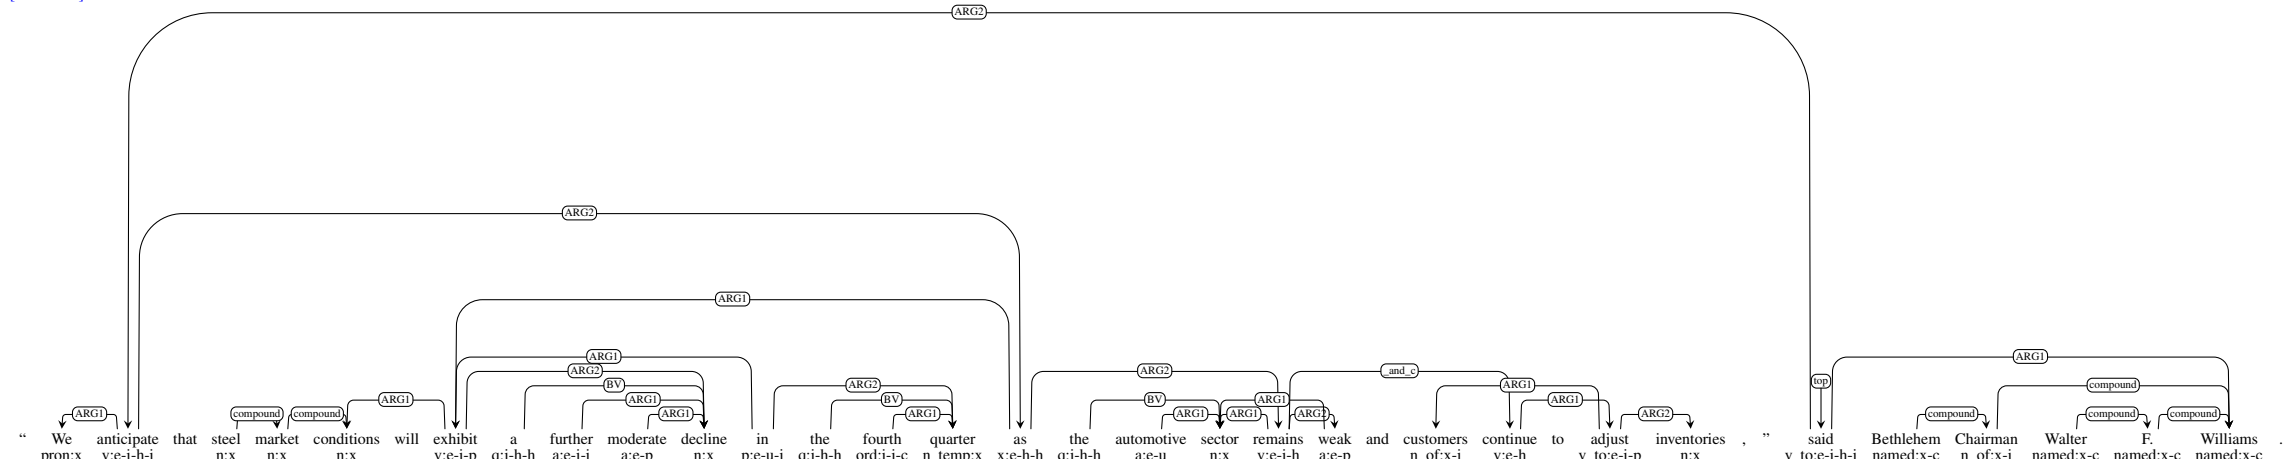 ARG2
ARG2
ARG1
ARG1 ARG1
ARG2 ARG2 _and_c top
BV ARG2 ARG1 compound
ARG1 ARG1 BV BV ARG1 ARG1
ARG1 compound compound ARG1 ARG1 ARG1 ARG1 ARG2 ARG2 compound compound compound
“ We anticipate that steel market conditions will exhibit a further moderate decline in the fourth quarter as the automotive sector remains weak and customers continue to adjust inventories , ” said Bethlehem Chairman Walter F. Williams .
pron:x v:e-i-h-i n:x n:x n:x v:e-i-p q:i-h-h a:e-i-i a:e-p n:x p:e-u-i q:i-h-h ord:i-i-c n_temp:x x:e-h-h q:i-h-h a:e-u n:x v:e-i-h a:e-p n_of:x-i v:e-h v_to:e-i-p n:x v_to:e-i-h-i named:x-c n_of:x-i named:x-c named:x-c named:x-c